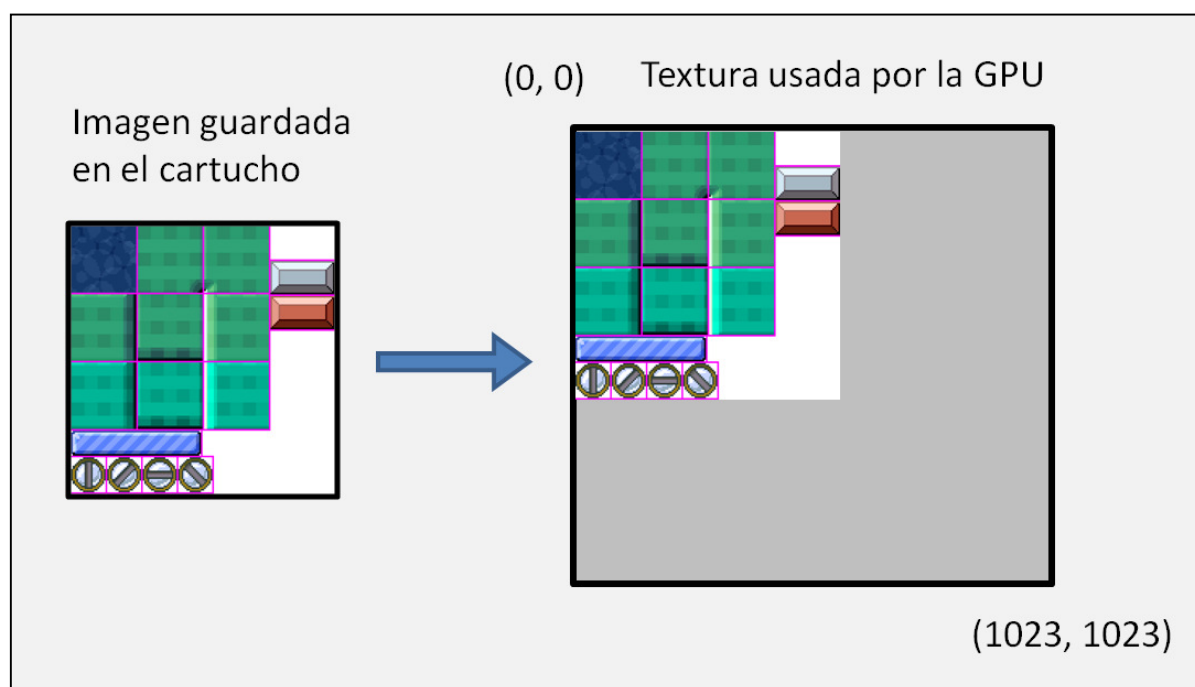 Imagen guardada
en el cartucho
(0, 0)
Textura usada por la GPU
(1023, 1023)